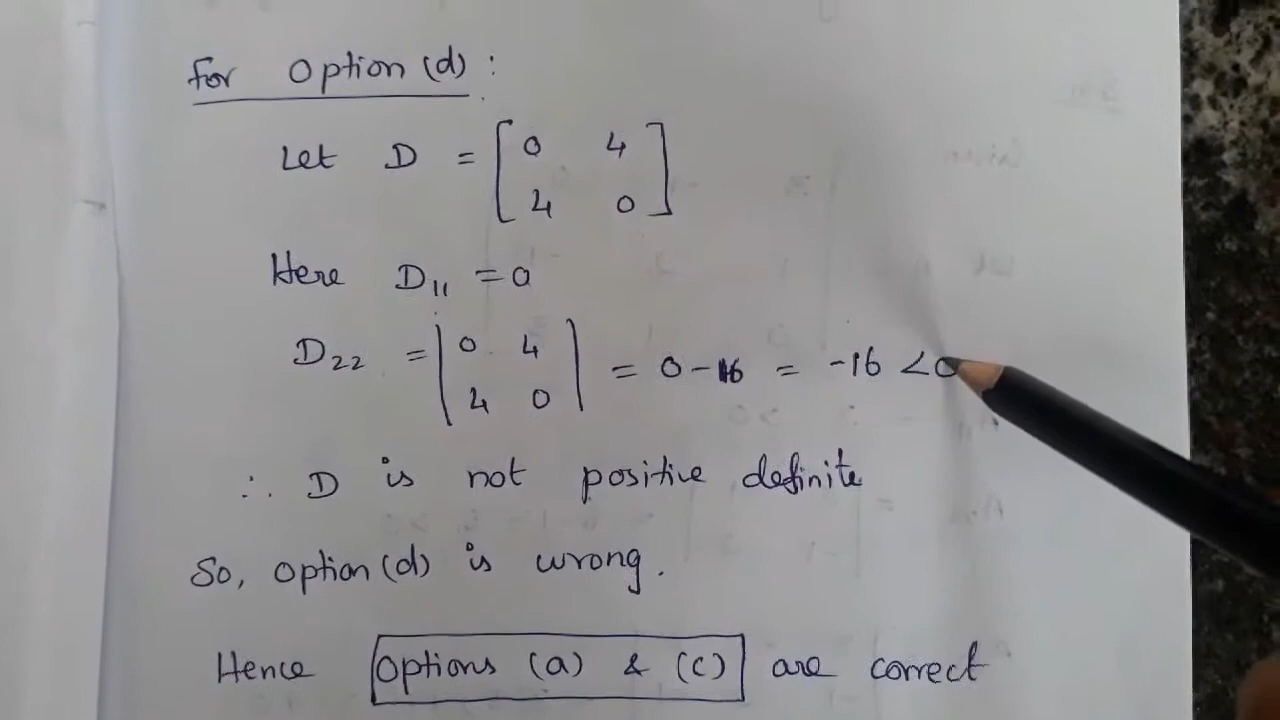 For Option (d) :
Let D = [ 0 4
4 0 ]
Here D₁₁ = 0
D₂₂ = | 0 4
4 0 | = 0 - 16 = -16 < 0
∴ D is not positive definite
So, option (d) is wrong.
Hence Options (a) & (c) are correct